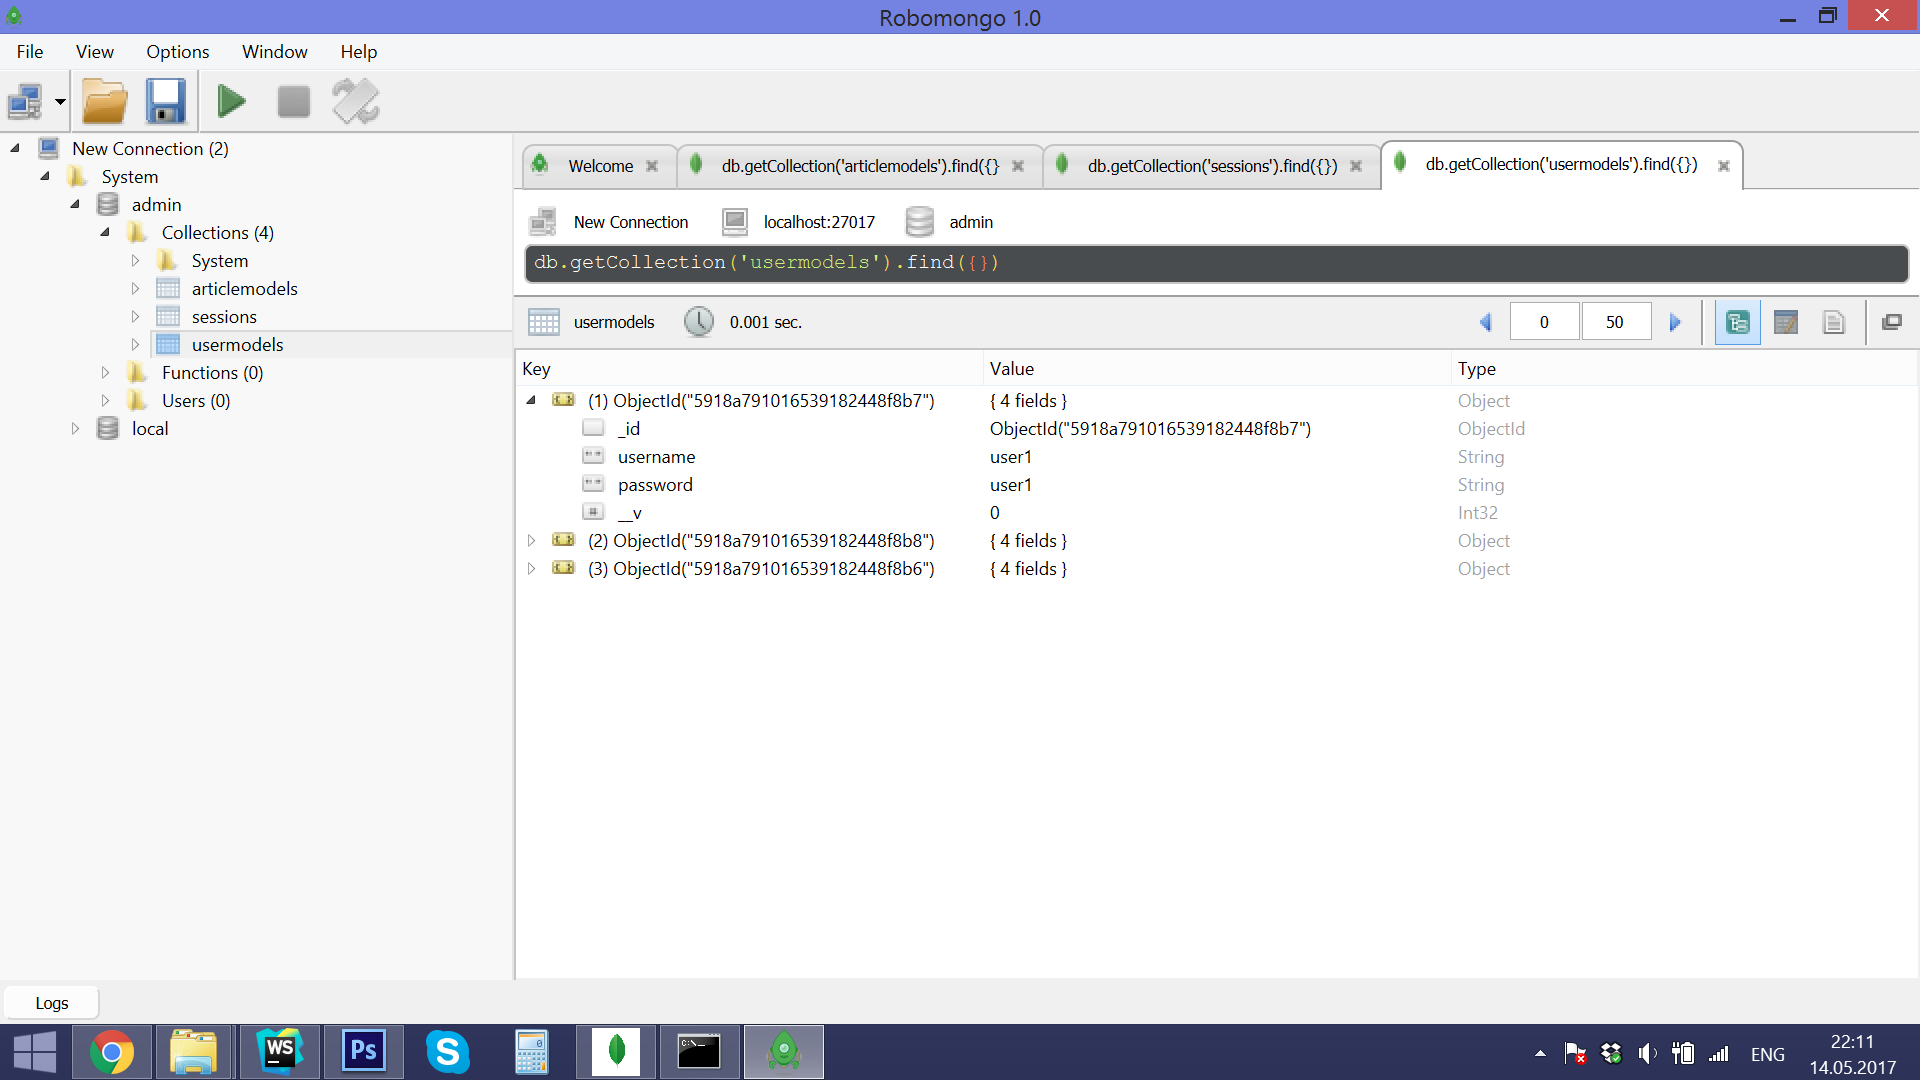 Robomongo 1.0
File View Options Window Help
New Connection (2)
System
admin
Collections (4)
System
articlemodels
sessions
usermodels
Functions (0)
Users (0)
local
Welcome db.getCollection('articlemodels').find({} db.getCollection('sessions').find({}) db.getCollection('usermodels').find({})
New Connection localhost:27017 admin
db.getCollection('usermodels').find({})
usermodels 0.001 sec. 0 50
Key Value Type
(1) ObjectId("5918a791016539182448f8b7") { 4 fields } Object
_id ObjectId("5918a791016539182448f8b7") ObjectId
username user1 String
password user1 String
__v 0 Int32
(2) ObjectId("5918a791016539182448f8b8") { 4 fields } Object
(3) ObjectId("5918a791016539182448f8b6") { 4 fields } Object
Logs
WS Ps S C:\_ ENG 22:11
14.05.2017